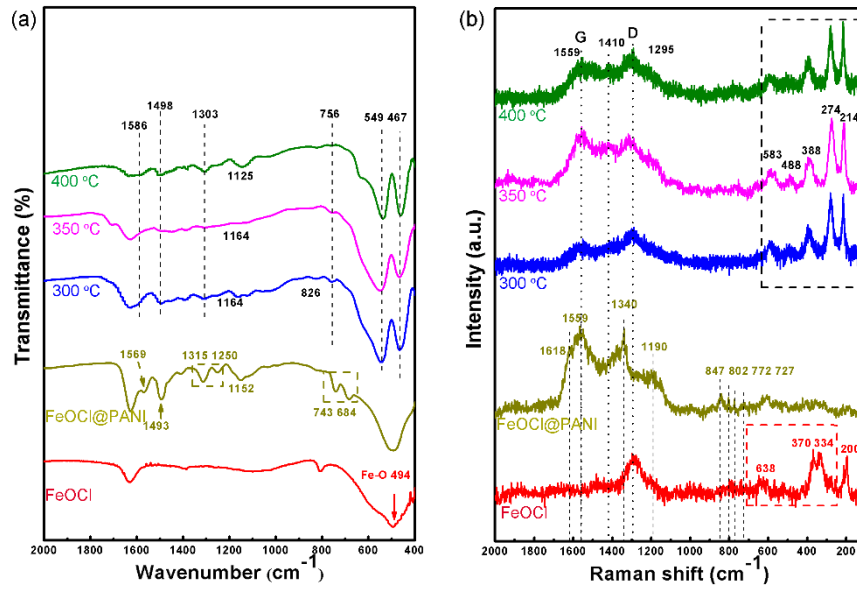 (a)
1586
1498
1303
756
549 467
400 °C
1125
350 °C
1164
300 °C
1164
826
1569
1315 1250
1152
743 684
FeOCl@PANI
1493
Fe-O 494
FeOCl
Transmittance (%)
2000 1800 1600 1400 1200 1000 800 600 400
Wavenumber (cm⁻¹)
(b)
G
D
1559
1410
1295
400 °C
274
214
583 488 388
350 °C
300 °C
1559
1340
1618
1190
847 802 772 727
FeOCl@PANI
370 334
200
638
FeOCl
Intensity (a.u.)
2000 1800 1600 1400 1200 1000 800 600 400 200
Raman shift (cm⁻¹)